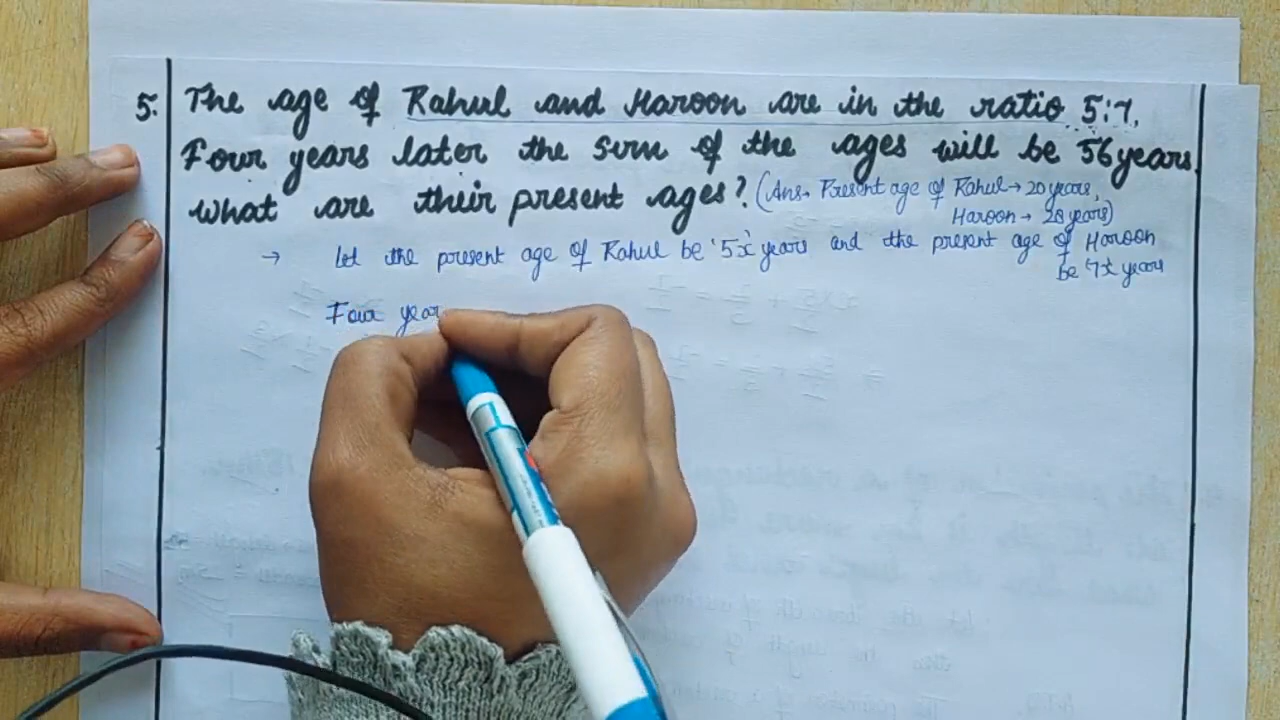 5. The age of Rahul and Haroon are in the ratio 5:7.
Four years later the sum of the ages will be 56 years.
what are their present ages? (Ans→ Present age of Rahul → 20 years,
Haroon → 28 years)
→ Let the present age of Rahul be '5x' years and the present age of Haroon
be '7x' years
Four year